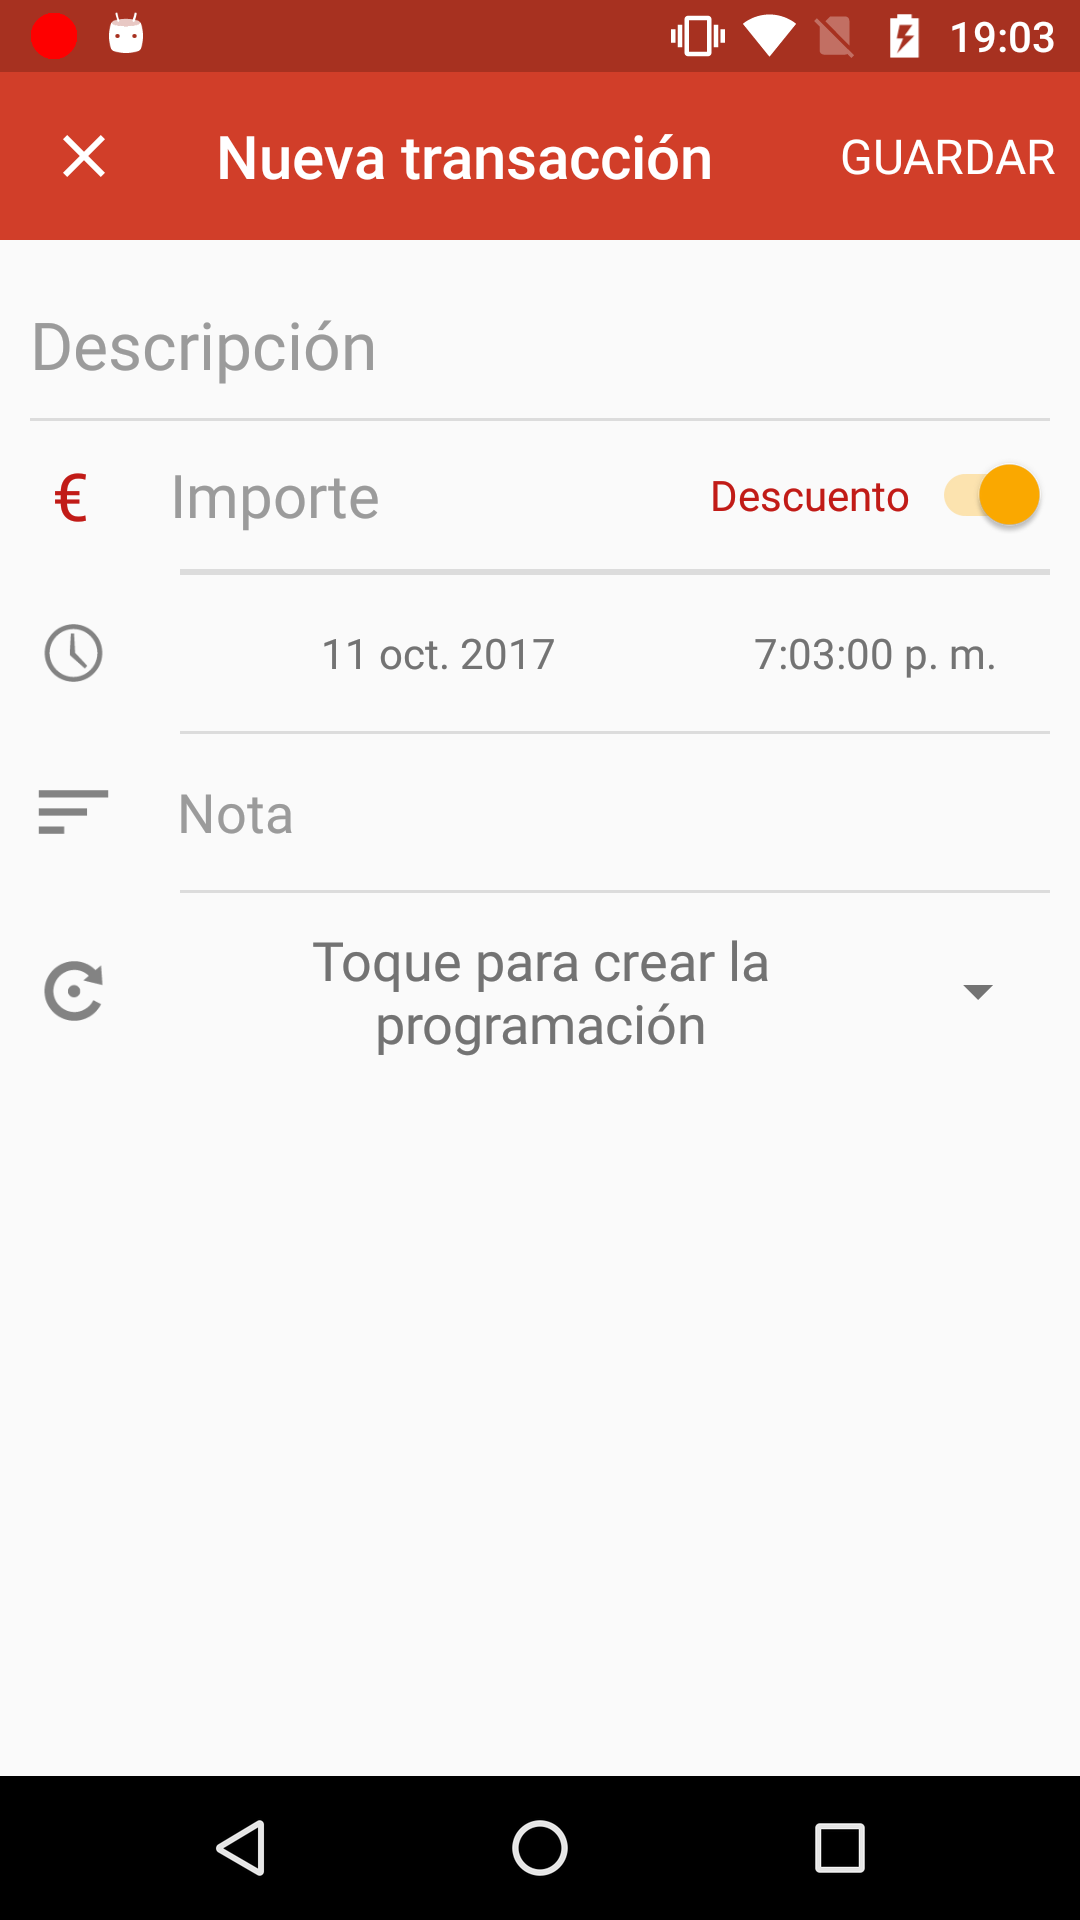 19:03
Nueva transacción GUARDAR
Descripción
€ Importe Descuento
11 oct. 2017 7:03:00 p. m.
Nota
Toque para crear la
programación